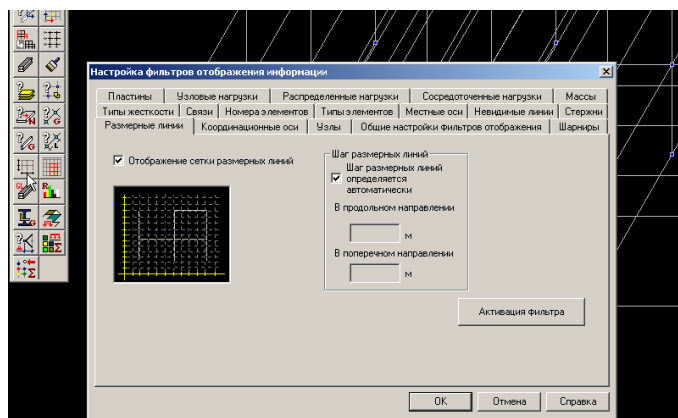 Настройка фильтров отображения информации
Пластины Узловые нагрузки Распределенные нагрузки Сосредоточенные нагрузки Массы
Типы жесткости Связи Номера элементов Типы элементов Местные оси Невидимые линии Стержни
Размерные линии Координационные оси Узлы Общие настройки фильтров отображения Шарниры
Отображение сетки размерных линий
Шаг размерных линий
Шаг размерных линий
определяется
автоматически
В продольном направлении
м
В поперечном направлении
м
Активация фильтра
OK Отмена Справка